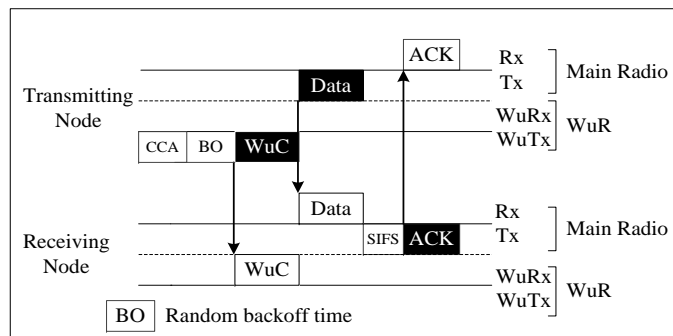 ACK
Rx
Tx
Main Radio
Data
Transmitting
Node
WuRx
WuTx
WuR
CCA
BO
WuC
Data
Rx
Tx
Main Radio
Receiving
Node
SIFS
ACK
WuC
WuRx
WuTx
WuR
BO
Random backoff time